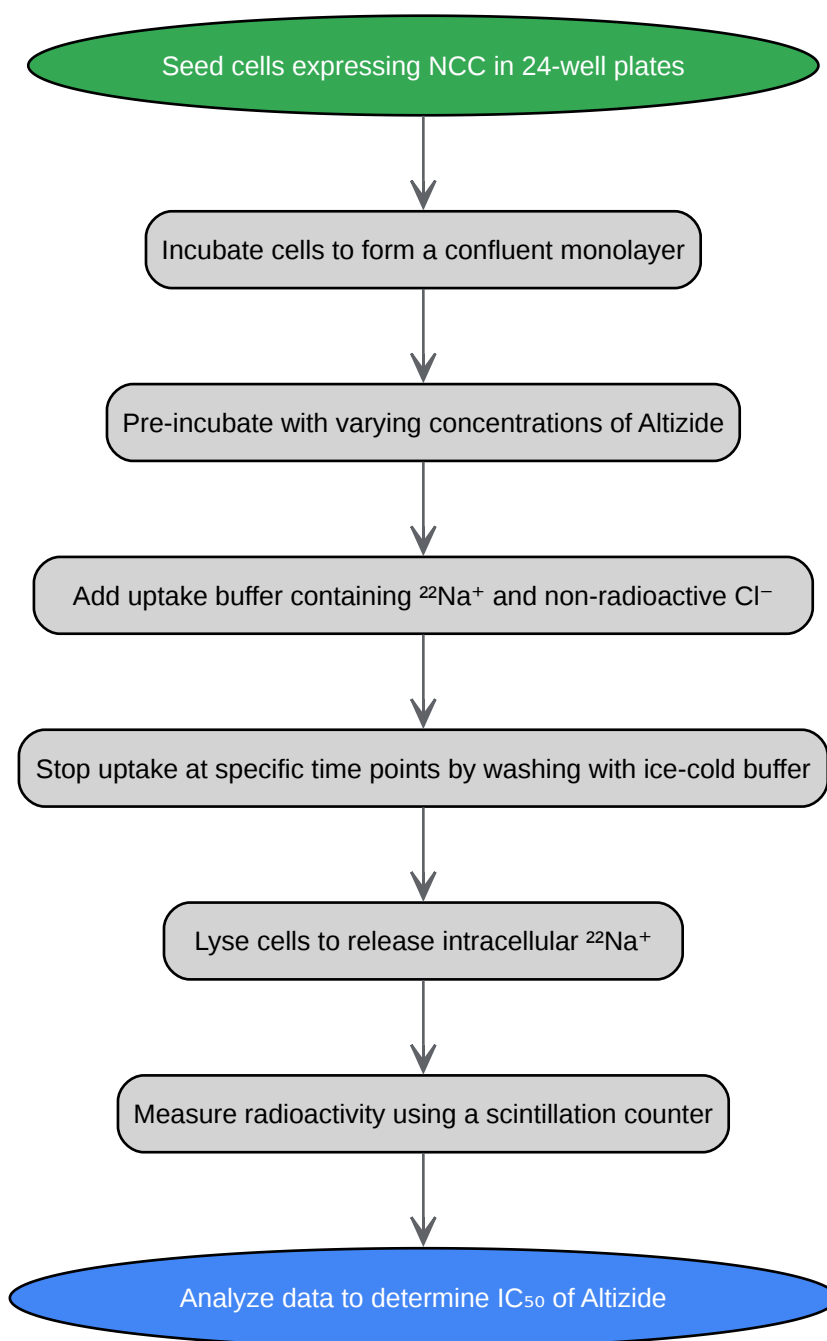 Seed cells expressing NCC in 24-well plates
Incubate cells to form a confluent monolayer
Pre-incubate with varying concentrations of Altizide
Add uptake buffer containing ²²Na⁺ and non-radioactive Cl⁻
Stop uptake at specific time points by washing with ice-cold buffer
Lyse cells to release intracellular ²²Na⁺
Measure radioactivity using a scintillation counter
Analyze data to determine IC₅₀ of Altizide